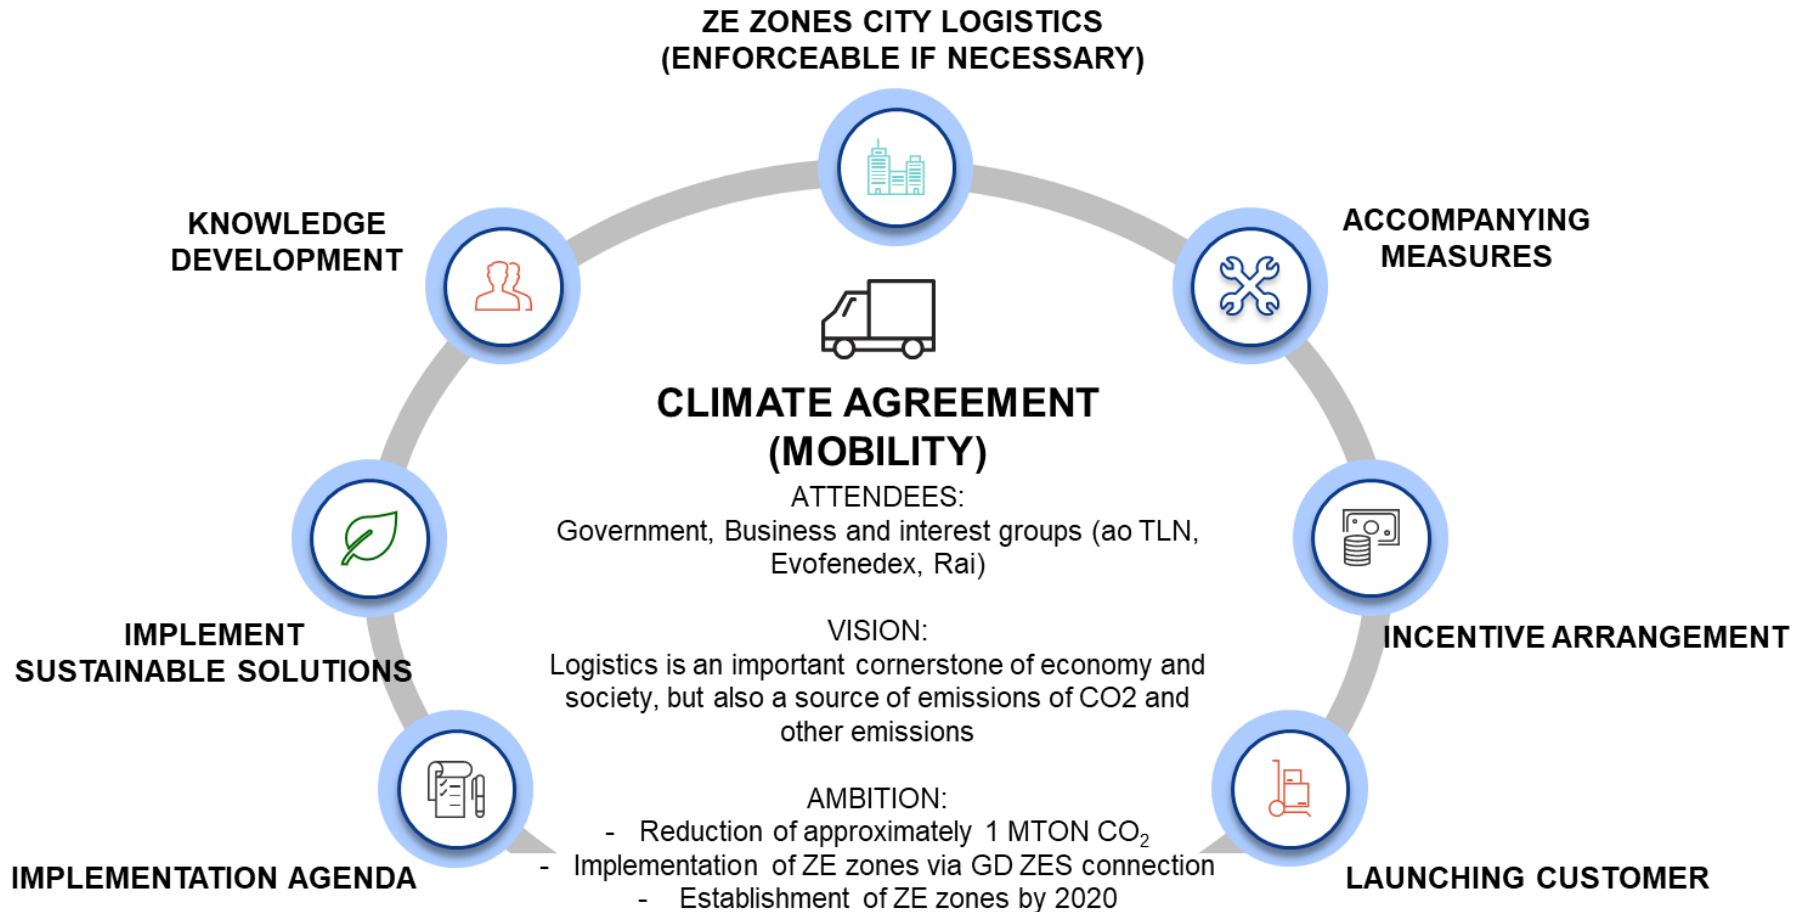 ZE ZONES CITY LOGISTICS
(ENFORCEABLE IF NECESSARY)
KNOWLEDGE
DEVELOPMENT
ACCOMPANYING
MEASURES
CLIMATE AGREEMENT
(MOBILITY)
ATTENDEES:
Government, Business and interest groups (ao TLN,
Evofenedex, Rai)
VISION:
Logistics is an important cornerstone of economy and
society, but also a source of emissions of CO2 and
other emissions
AMBITION:
- Reduction of approximately 1 MTON CO₂
- Implementation of ZE zones via GD ZES connection
- Establishment of ZE zones by 2020
IMPLEMENT
SUSTAINABLE SOLUTIONS
INCENTIVE ARRANGEMENT
IMPLEMENTATION AGENDA
LAUNCHING CUSTOMER